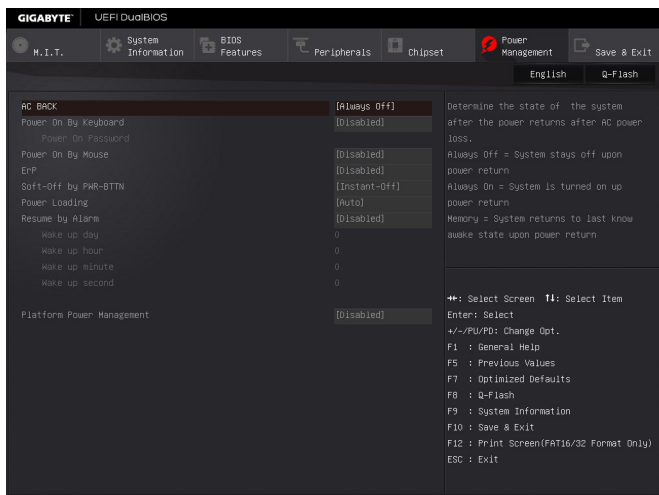 GIGABYTE™ UEFI DualBIOS
M.I.T. System Information BIOS Features Peripherals Chipset Power Management Save & Exit
English Q-Flash
AC BACK [Always Off]
Power On By Keyboard [Disabled]
Power On Password
Power On By Mouse [Disabled]
ErP [Disabled]
Soft-Off by PWR-BTTN [Instant-Off]
Power Loading [Auto]
Resume by Alarm [Disabled]
Wake up day 0
Wake up hour 0
Wake up minute 0
Wake up second 0
Platform Power Management [Disabled]
Determine the state of the system
after the power returns after AC power
loss.
Always Off = System stays off upon
power return
Always On = System is turned on up
power return
Memory = System returns to last know
awake state upon power return
→←: Select Screen ↑↓: Select Item
Enter: Select
+/-/PU/PD: Change Opt.
F1 : General Help
F5 : Previous Values
F7 : Optimized Defaults
F8 : Q-Flash
F9 : System Information
F10 : Save & Exit
F12 : Print Screen(FAT16/32 Format Only)
ESC : Exit